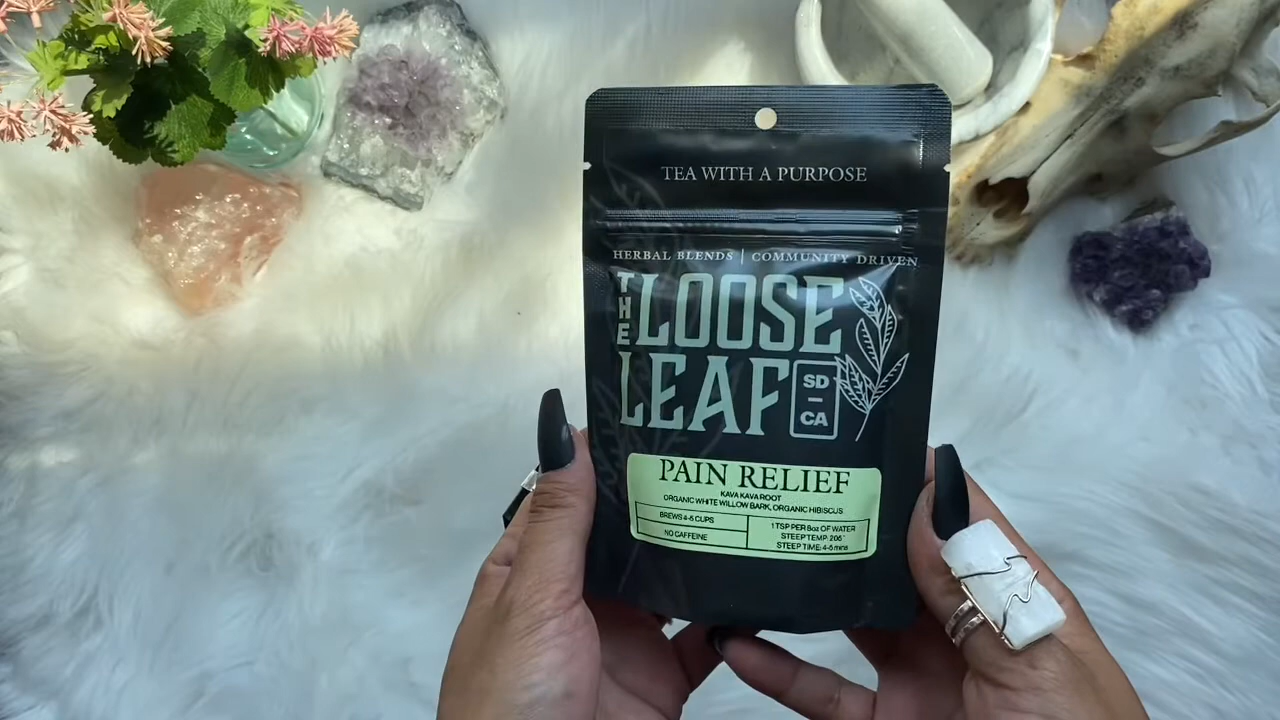 TEA WITH A PURPOSE
HERBAL BLENDS | COMMUNITY DRIVEN
THE LOOSE
LEAF
SD
—
CA
PAIN RELIEF
KAVA KAVA ROOT
ORGANIC WHITE WILLOW BARK, ORGANIC HIBISCUS
BREWS 4-5 CUPS
NO CAFFEINE
1 TSP PER 8oz OF WATER
STEEP TEMP: 205°
STEEP TIME: 4-5 mins